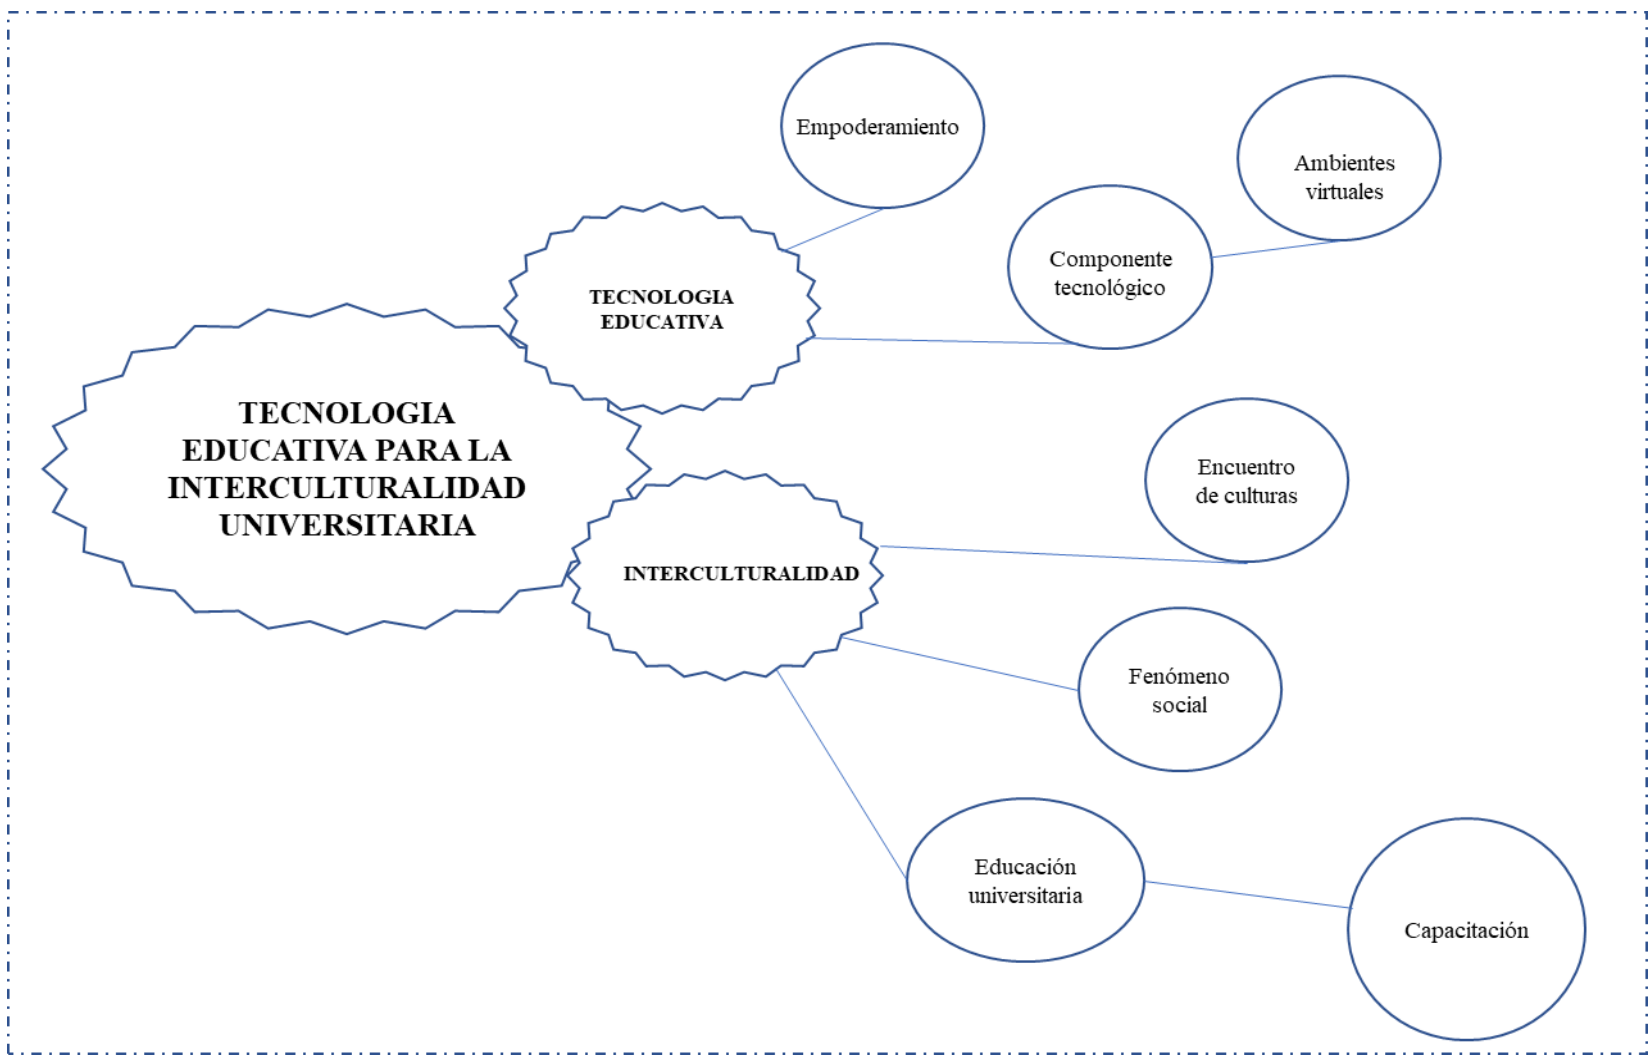 Empoderamiento
Ambientes
virtuales
Componente
tecnológico
TECNOLOGIA
EDUCATIVA
TECNOLOGIA
EDUCATIVA PARA LA
INTERCULTURALIDAD
UNIVERSITARIA
Encuentro
de culturas
INTERCULTURALIDAD
Fenómeno
social
Educación
universitaria
Capacitación